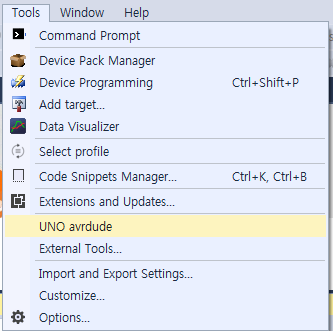 Tools Window Help
Command Prompt
Device Pack Manager
Device Programming Ctrl+Shift+P
Add target...
Data Visualizer
Select profile
Code Snippets Manager... Ctrl+K, Ctrl+B
Extensions and Updates...
UNO avrdude
External Tools...
Import and Export Settings...
Customize...
Options...